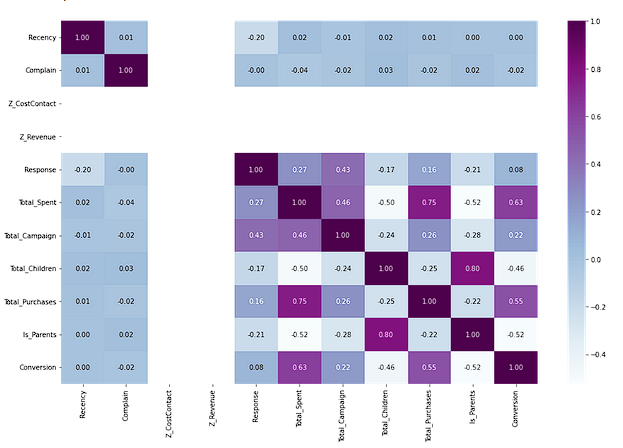 Recency 1.00 0.01 -0.20 0.02 -0.01 0.02 0.01 0.00 0.00
Complain 0.01 1.00 -0.00 -0.04 -0.02 0.03 -0.02 0.02 -0.02
Z_CostContact
Z_Revenue
Response -0.20 -0.00 1.00 0.27 0.43 -0.17 0.16 -0.21 0.08
Total_Spent 0.02 -0.04 0.27 1.00 0.46 -0.50 0.75 -0.52 0.63
Total_Campaign -0.01 -0.02 0.43 0.46 1.00 -0.24 0.26 -0.28 0.22
Total_Children 0.02 0.03 -0.17 -0.50 -0.24 1.00 -0.25 0.80 -0.46
Total_Purchases 0.01 -0.02 0.16 0.75 0.26 -0.25 1.00 -0.22 0.55
Is_Parents 0.00 0.02 -0.21 -0.52 -0.28 0.80 -0.22 1.00 -0.52
Conversion 0.00 -0.02 0.08 0.63 0.22 -0.46 0.55 -0.52 1.00
Recency
Complain
Z_CostContact
Z_Revenue
Response
Total_Spent
Total_Campaign
Total_Children
Total_Purchases
Is_Parents
Conversion
1.0
0.8
0.6
0.4
0.2
0.0
−0.2
−0.4